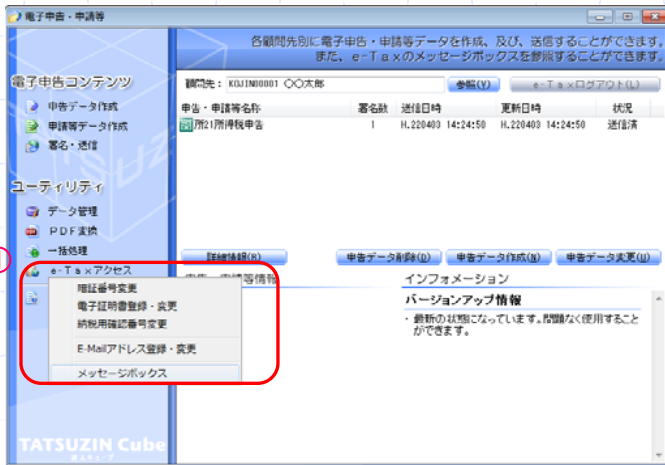 電子申告・申請等
各顧問先別に電子申告・申請等データを作成、及び、送信することができます。
また、e-Taxのメッセージボックスを参照することができます。
電子申告コンテンツ
申告データ作成
申請等データ作成
署名・送信
ユーティリティ
データ管理
PDF変換
一括処理
e-Taxアクセス
暗証番号変更
電子証明書登録・変更
納税用確認番号変更
E-Mailアドレス登録・変更
メッセージボックス
TATSUZIN Cube
達人キューブ
顧問先： KOJIN00001 〇〇太郎
参照(V)
e-Taxログアウト(L)
申告・申請等名称 署名数 送信日時 更新日時 状況
所21所得税申告 1 H.220403 14:24:50 H.220403 14:24:50 送信済
詳細情報(R)
申告データ削除(D)
申告データ作成(N)
申告データ変更(U)
申告・申請等情報
インフォメーション
バージョンアップ情報
・最新の状態になっています。問題なく使用すること
ができます。